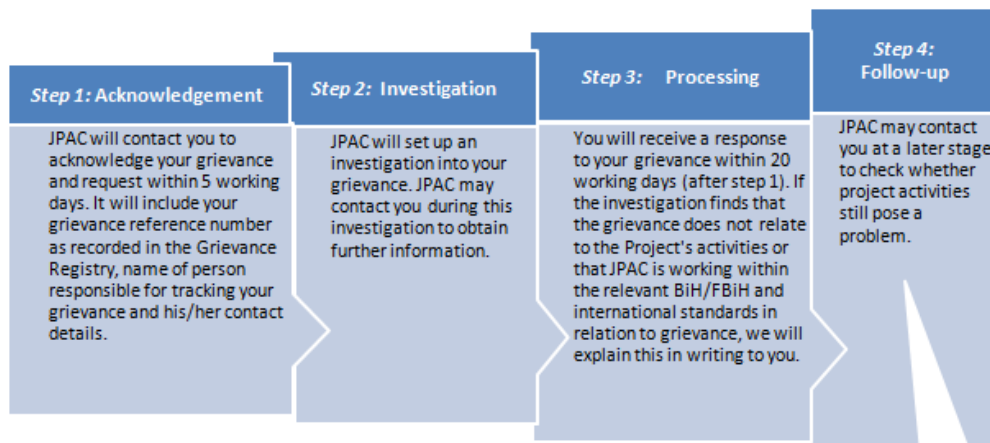 Step 1: Acknowledgement
JPAC will contact you to
acknowledge your grievance
and request within 5 working
days. It will include your
grievance reference number
as recorded in the Grievance
Registry, name of person
responsible for tracking your
grievance and his/her contact
details.
Step 2: Investigation
JPAC will set up an
investigation into your
grievance. JPAC may
contact you during this
investigation to obtain
further information.
Step 3: Processing
You will receive a response
to your grievance within 20
working days (after step 1). If
the investigation finds that
the grievance does not relate
to the Project's activities or
that JPAC is working within
the relevant BiH/FBiH and
international standards in
relation to grievance, we will
explain this in writing to you.
Step 4:
Follow-up
JPAC may contact
you at a later stage
to check whether
project activities
still pose a
problem.